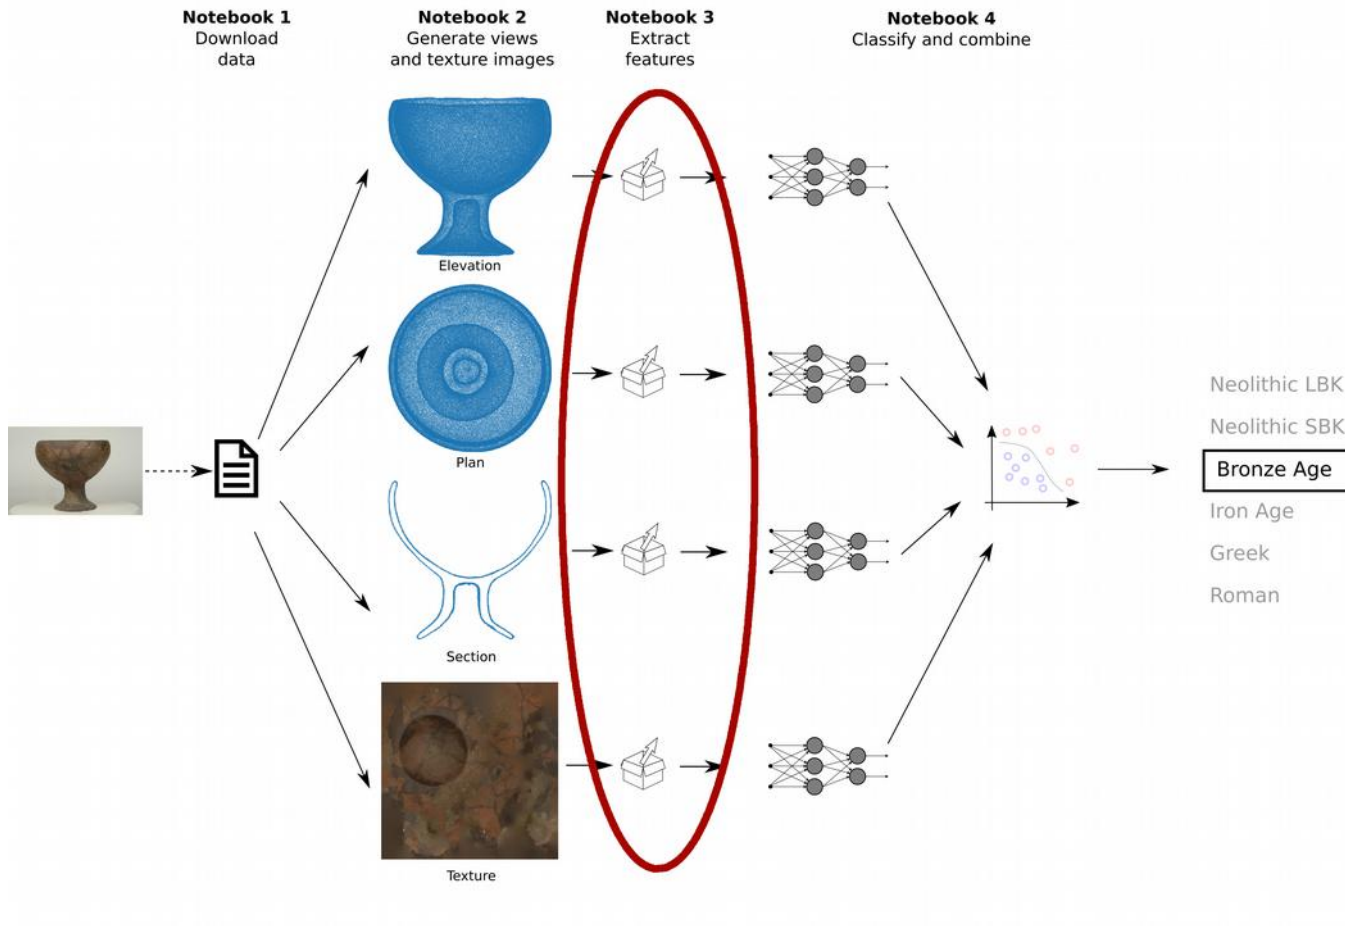 Notebook 1
Download
data
Notebook 2
Generate views
and texture images
Notebook 3
Extract
features
Notebook 4
Classify and combine
Elevation
Plan
Section
Texture
Neolithic LBK
Neolithic SBK
Bronze Age
Iron Age
Greek
Roman